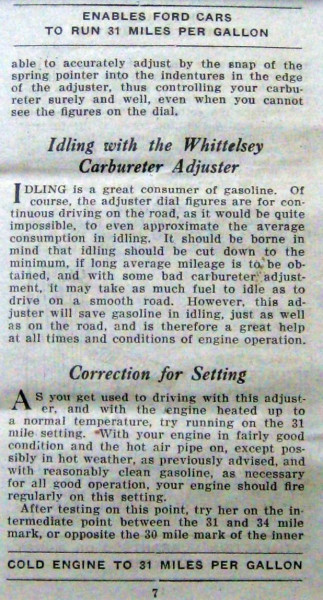 ENABLES FORD CARS
TO RUN 31 MILES PER GALLON
able to accurately adjust by the snap of the
spring pointer into the indentures in the edge
of the adjuster, thus controlling your carbu-
reter surely and well, even when you cannot
see the figures on the dial.
Idling with the Whittelsey
Carbureter Adjuster
IDLING is a great consumer of gasoline. Of
course, the adjuster dial figures are for con-
tinuous driving on the road, as it would be quite
impossible, to even approximate the average
consumption in idling. It should be borne in
mind that idling should be cut down to the
minimum, if long average mileage is to be ob-
tained, and with some bad carbureter adjust-
ment, it may take as much fuel to idle as to
drive on a smooth road. However, this ad-
juster will save gasoline in idling, just as well
as on the road, and is therefore a great help
at all times and conditions of engine operation.
Correction for Setting
AS you get used to driving with this adjust-
er, and with the engine heated up to
a normal temperature, try running on the 31
mile setting. With your engine in fairly good
condition and the hot air pipe on, except pos-
sibly in hot weather, as previously advised, and
with reasonably clean gasoline, as necessary
for all good operation, your engine should fire
regularly on this setting.
After testing on this point, try her on the in-
termediate point between the 31 and 34 mile
mark, or opposite the 30 mile mark of the inner
COLD ENGINE TO 31 MILES PER GALLON
7